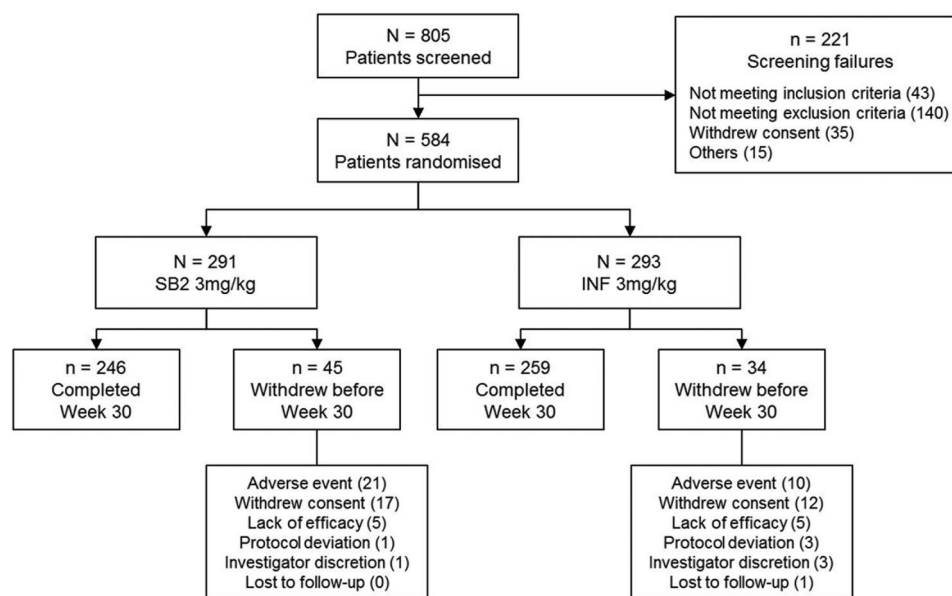 N = 805
Patients screened
n = 221
Screening failures
Not meeting inclusion criteria (43)
Not meeting exclusion criteria (140)
Withdrew consent (35)
Others (15)
N = 584
Patients randomised
N = 291
SB2 3mg/kg
N = 293
INF 3mg/kg
n = 246
Completed
Week 30
n = 45
Withdrew before
Week 30
n = 259
Completed
Week 30
n = 34
Withdrew before
Week 30
Adverse event (21)
Withdrew consent (17)
Lack of efficacy (5)
Protocol deviation (1)
Investigator discretion (1)
Lost to follow-up (0)
Adverse event (10)
Withdrew consent (12)
Lack of efficacy (5)
Protocol deviation (3)
Investigator discretion (3)
Lost to follow-up (1)